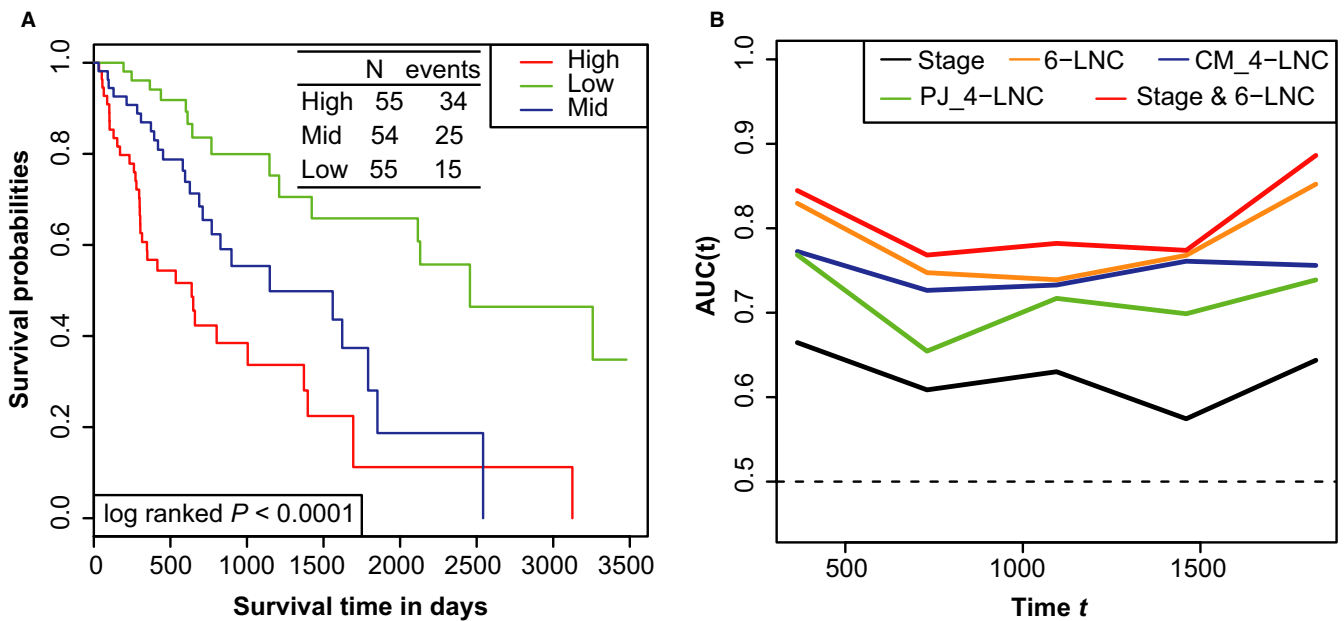 A
High
Low
Mid
N events
High 55 34
Mid 54 25
Low 55 15
log ranked P < 0.0001
Survival probabilities
0.0 0.2 0.4 0.6 0.8 1.0
0 500 1000 1500 2000 2500 3000 3500
Survival time in days
B
Stage 6−LNC CM_4−LNC
PJ_4−LNC Stage & 6−LNC
AUC(t)
0.5 0.6 0.7 0.8 0.9 1.0
500 1000 1500
Time t